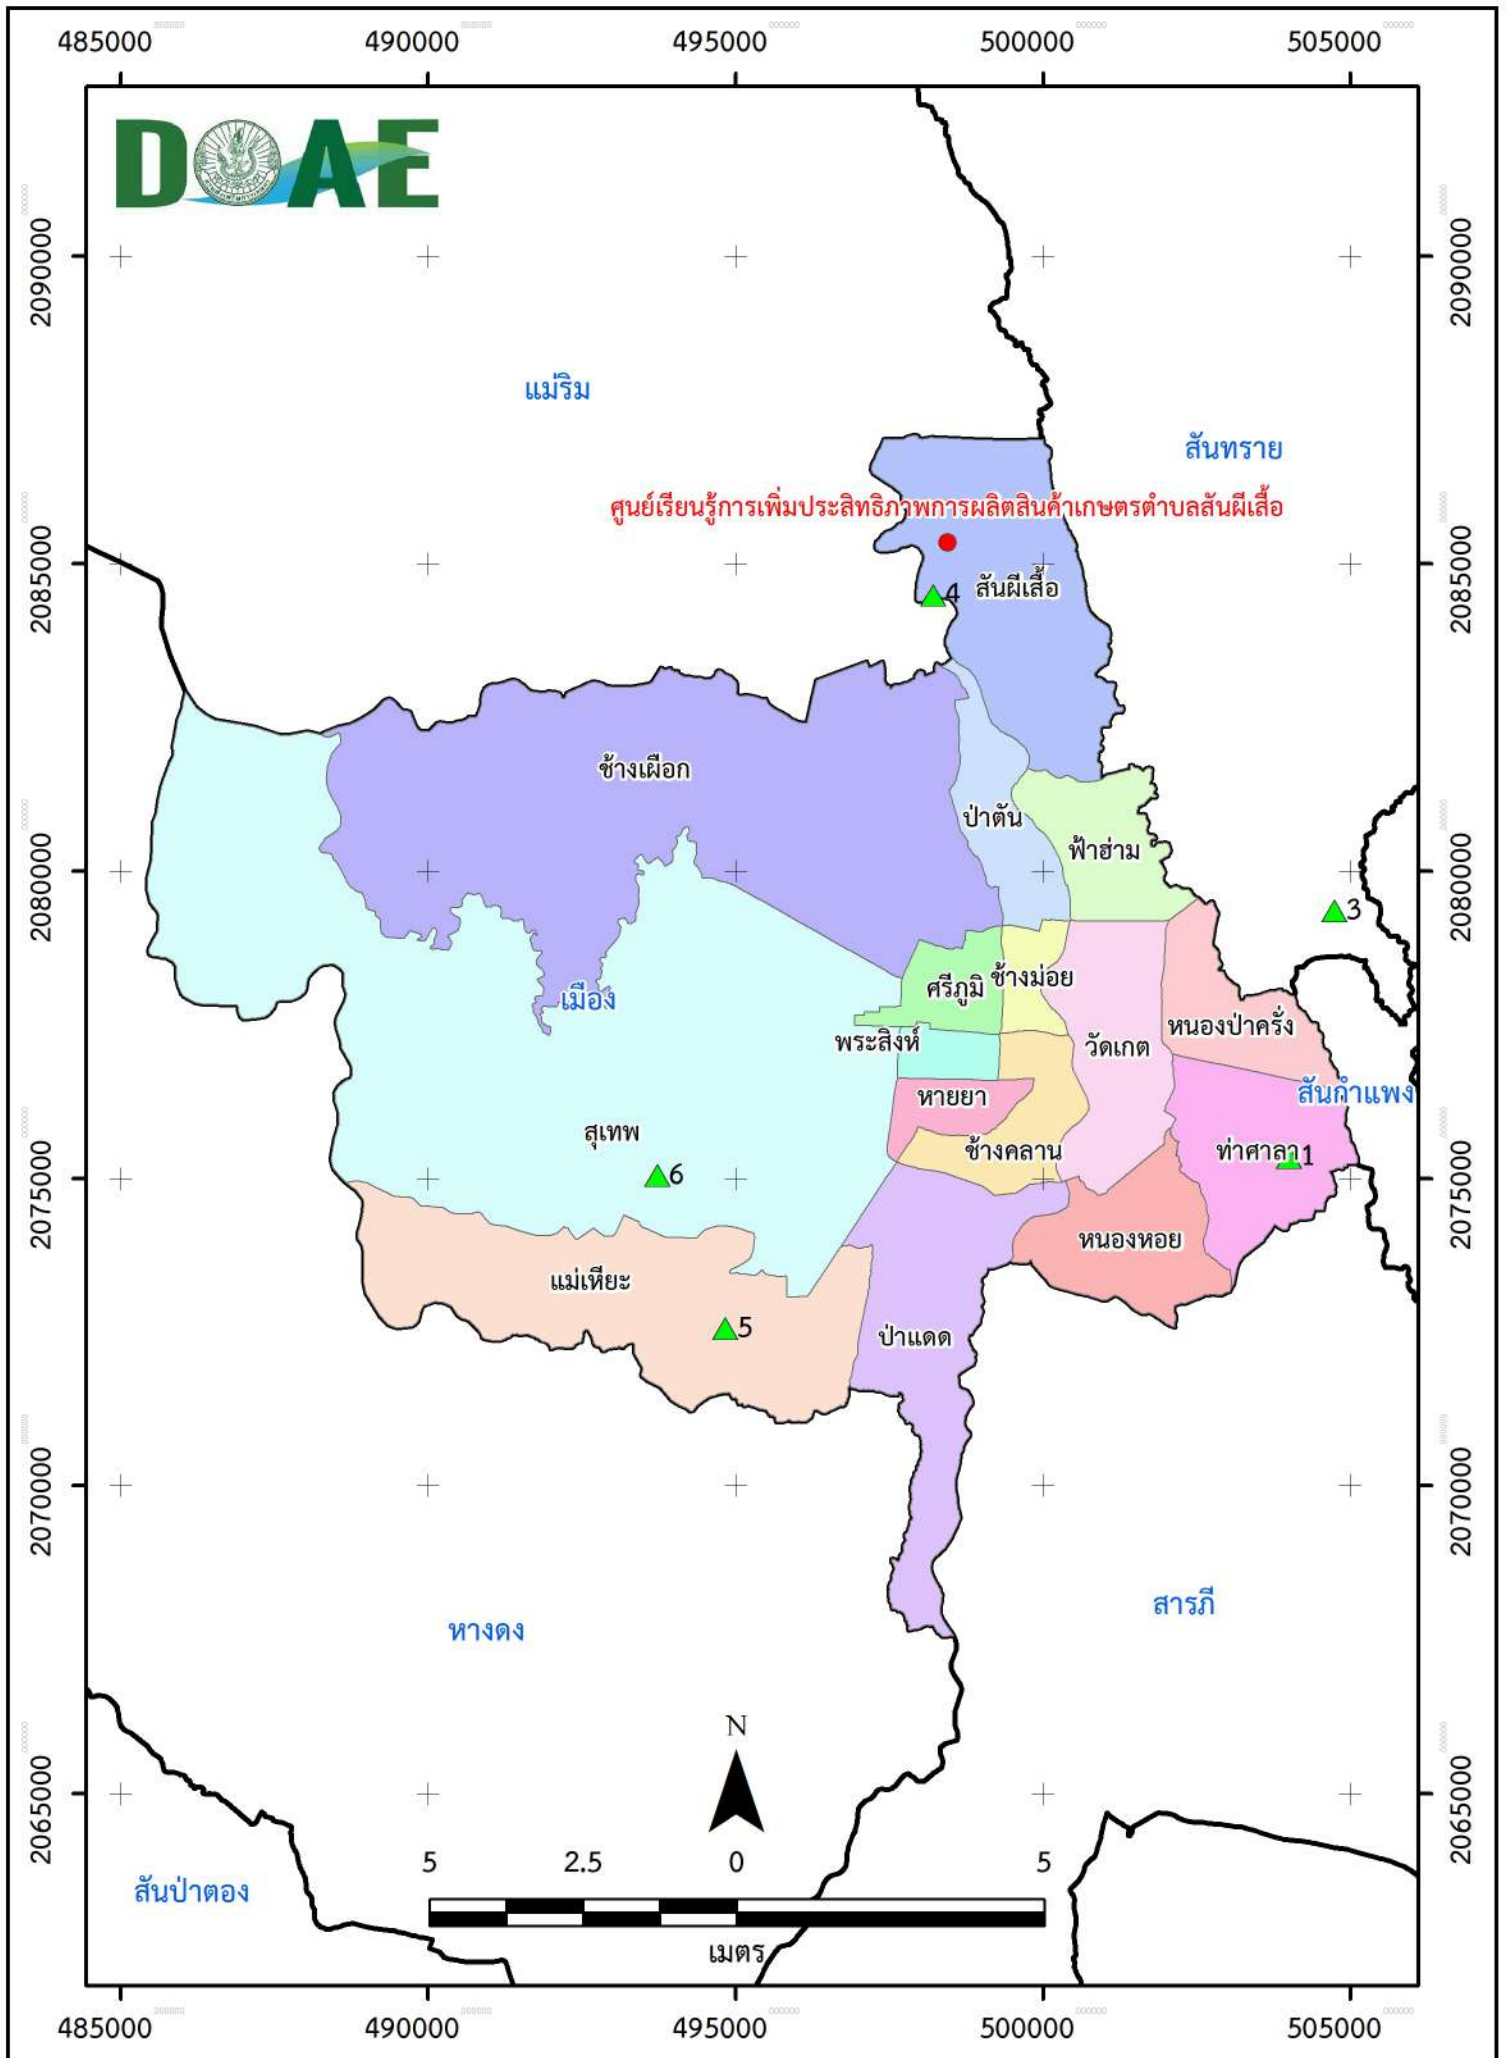 485000 490000 495000 500000 505000
DOAE
2090000 2090000
แม่ริม
สันทราย
ศูนย์เรียนรู้การเพิ่มประสิทธิภาพการผลิตสินค้าเกษตรตำบลสันผีเสื้อ
2085000 2085000
4 สันผีเสื้อ
ช้างเผือก
ป่าตัน
ฟ้าฮ่าม
2080000 2080000
3
ศรีภูมิ ช้างม่อย
เมือง
หนองป่าครั่ง
พระสิงห์ วัดเกต
หายยา สันกำแพง
สุเทพ
ช้างคลาน ท่าศาลา 1
2075000 6 2075000
หนองหอย
แม่เหียะ
5 ป่าแดด
2070000 2070000
สารภี
หางดง
N
2065000 2065000
5 2.5 0 5
สันป่าตอง
เมตร
485000 490000 495000 500000 505000